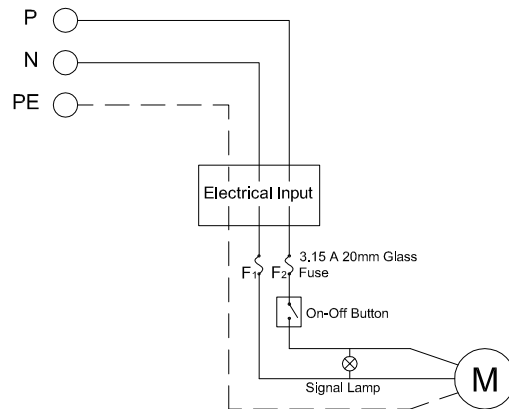 P
N
PE
Electrical Input
F1
F2
3.15 A 20mm Glass
Fuse
On-Off Button
Signal Lamp
M